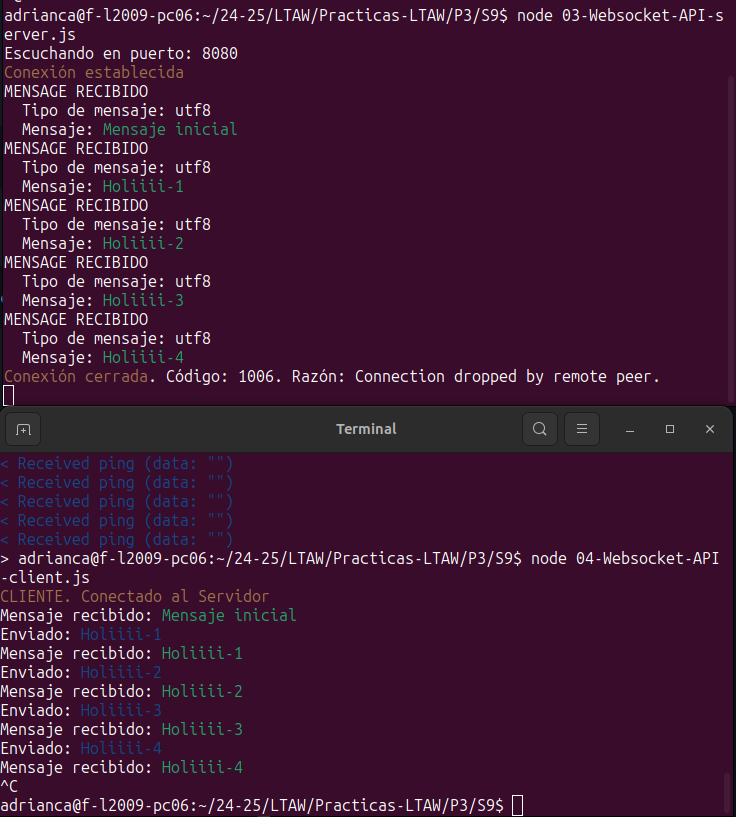 adrianca@f-l2009-pc06:~/24-25/LTAW/Practicas-LTAW/P3/S9$ node 03-Websocket-API-s
erver.js
Escuchando en puerto: 8080
Conexión establecida
MENSAGE RECIBIDO
  Tipo de mensaje: utf8
  Mensaje: Mensaje inicial
MENSAGE RECIBIDO
  Tipo de mensaje: utf8
  Mensaje: Holiiii-1
MENSAGE RECIBIDO
  Tipo de mensaje: utf8
  Mensaje: Holiiii-2
MENSAGE RECIBIDO
  Tipo de mensaje: utf8
  Mensaje: Holiiii-3
MENSAGE RECIBIDO
  Tipo de mensaje: utf8
  Mensaje: Holiiii-4
Conexión cerrada. Código: 1006. Razón: Connection dropped by remote peer.
Terminal
< Received ping (data: "")
< Received ping (data: "")
< Received ping (data: "")
< Received ping (data: "")
< Received ping (data: "")
> adrianca@f-l2009-pc06:~/24-25/LTAW/Practicas-LTAW/P3/S9$ node 04-Websocket-API
-client.js
CLIENTE. Conectado al Servidor
Mensaje recibido: Mensaje inicial
Enviado: Holiiii-1
Mensaje recibido: Holiiii-1
Enviado: Holiiii-2
Mensaje recibido: Holiiii-2
Enviado: Holiiii-3
Mensaje recibido: Holiiii-3
Enviado: Holiiii-4
Mensaje recibido: Holiiii-4
^C
adrianca@f-l2009-pc06:~/24-25/LTAW/Practicas-LTAW/P3/S9$